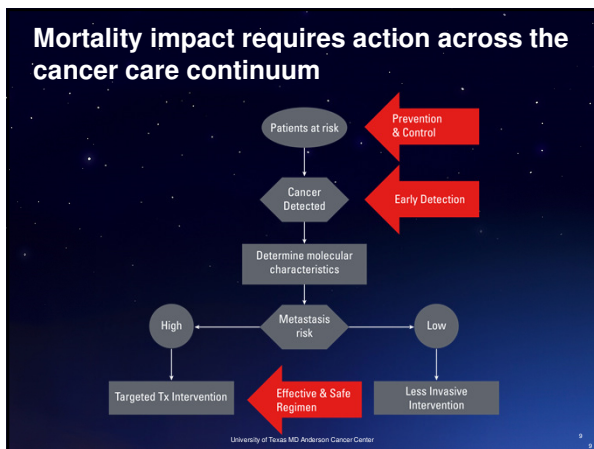 Mortality impact requires action across the
cancer care continuum
Patients at risk
Prevention
& Control
Cancer
Detected
Early Detection
Determine molecular
characteristics
High
Metastasis
risk
Low
Targeted Tx Intervention
Effective & Safe
Regimen
Less Invasive
Intervention
University of Texas MD Anderson Cancer Center
9
9